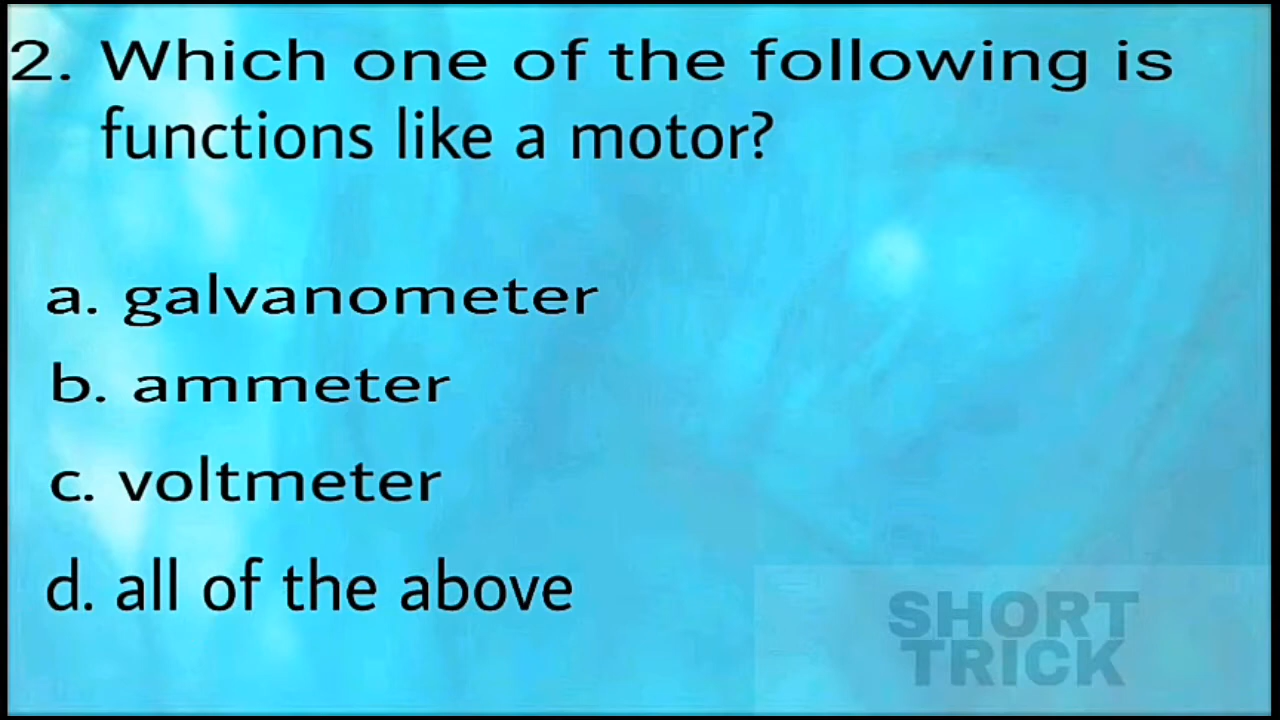 2. Which one of the following is
functions like a motor?
a. galvanometer
b. ammeter
c. voltmeter
d. all of the above
SHORT
TRICK